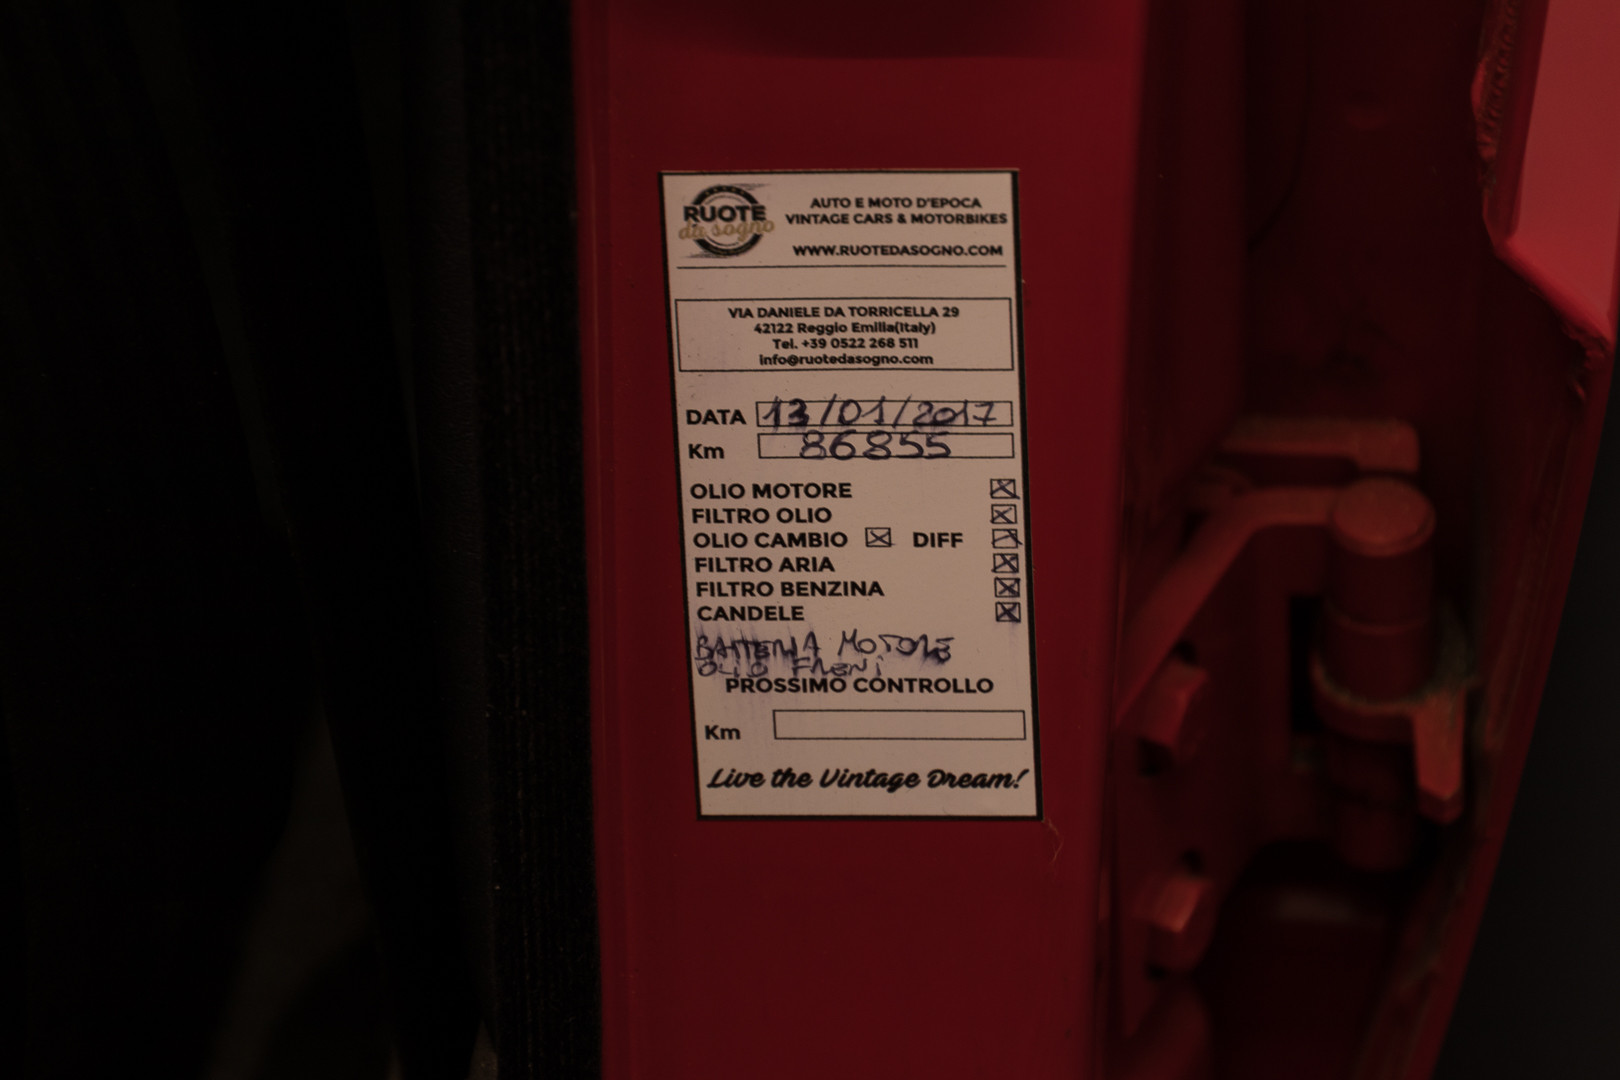 RUOTE
da sogno
AUTO E MOTO D'EPOCA
VINTAGE CARS & MOTORBIKES
WWW.RUOTEDASOGNO.COM
VIA DANIELE DA TORRICELLA 29
42122 Reggio Emilia(Italy)
Tel. +39 0522 268 511
info@ruotedasogno.com
DATA 13/01/2017
Km 86855
OLIO MOTORE
FILTRO OLIO
OLIO CAMBIO DIFF
FILTRO ARIA
FILTRO BENZINA
CANDELE
BATTERIA MOTORE
OLIO FRENI
PROSSIMO CONTROLLO
Km
Live the Vintage Dream!